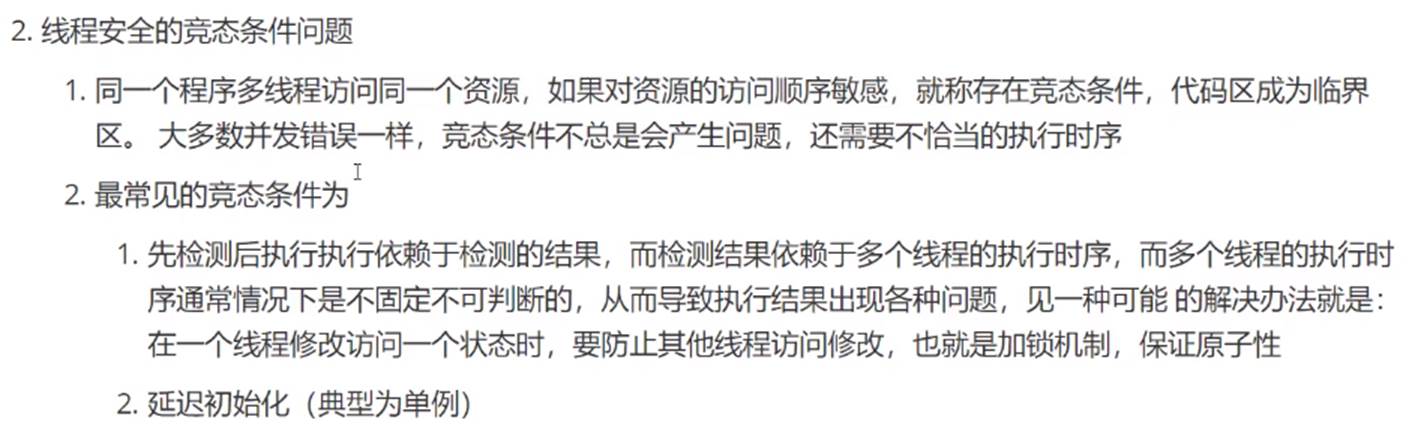 2. 线程安全的竞态条件问题
1. 同一个程序多线程访问同一个资源，如果对资源的访问顺序敏感，就称存在竞态条件，代码区成为临界
区。 大多数并发错误一样，竞态条件不总是会产生问题，还需要不恰当的执行时序
2. 最常见的竞态条件为
1. 先检测后执行执行依赖于检测的结果，而检测结果依赖于多个线程的执行时序，而多个线程的执行时
序通常情况下是不固定不可判断的，从而导致执行结果出现各种问题，见一种可能 的解决办法就是：
在一个线程修改访问一个状态时，要防止其他线程访问修改，也就是加锁机制，保证原子性
2. 延迟初始化（典型为单例）